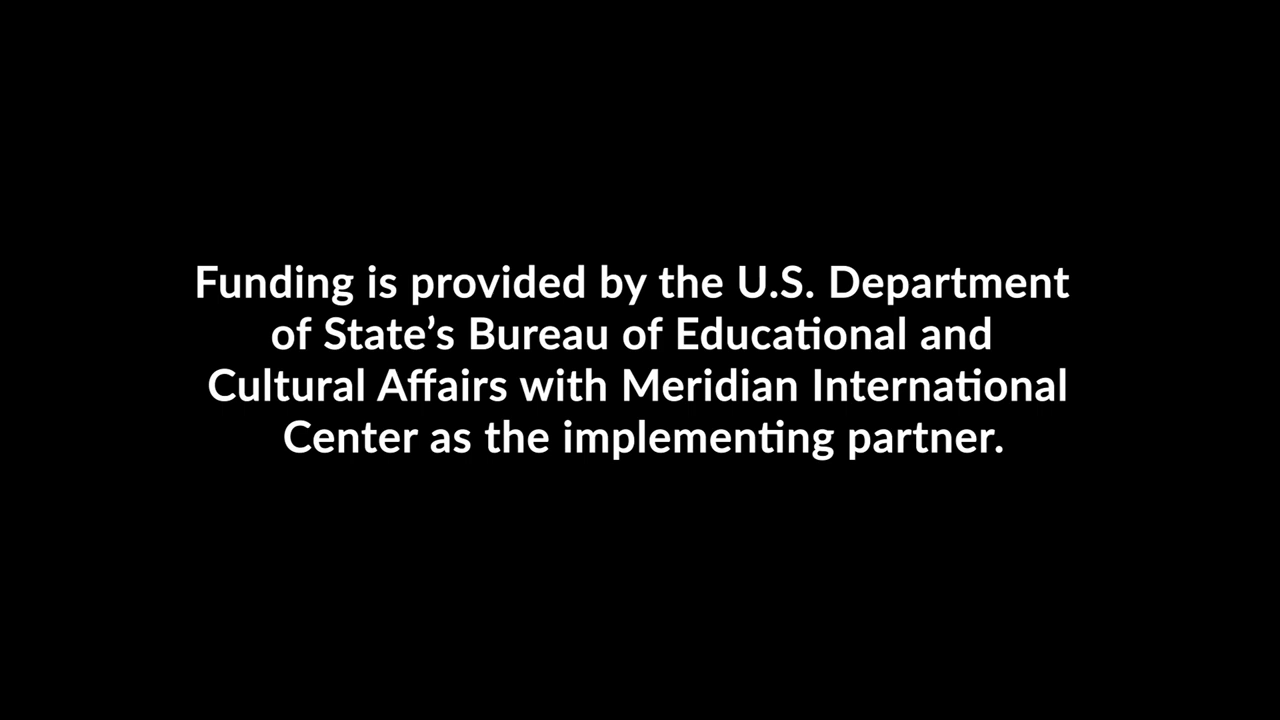 Funding is provided by the U.S. Department
of State’s Bureau of Educational and
Cultural Affairs with Meridian International
Center as the implementing partner.